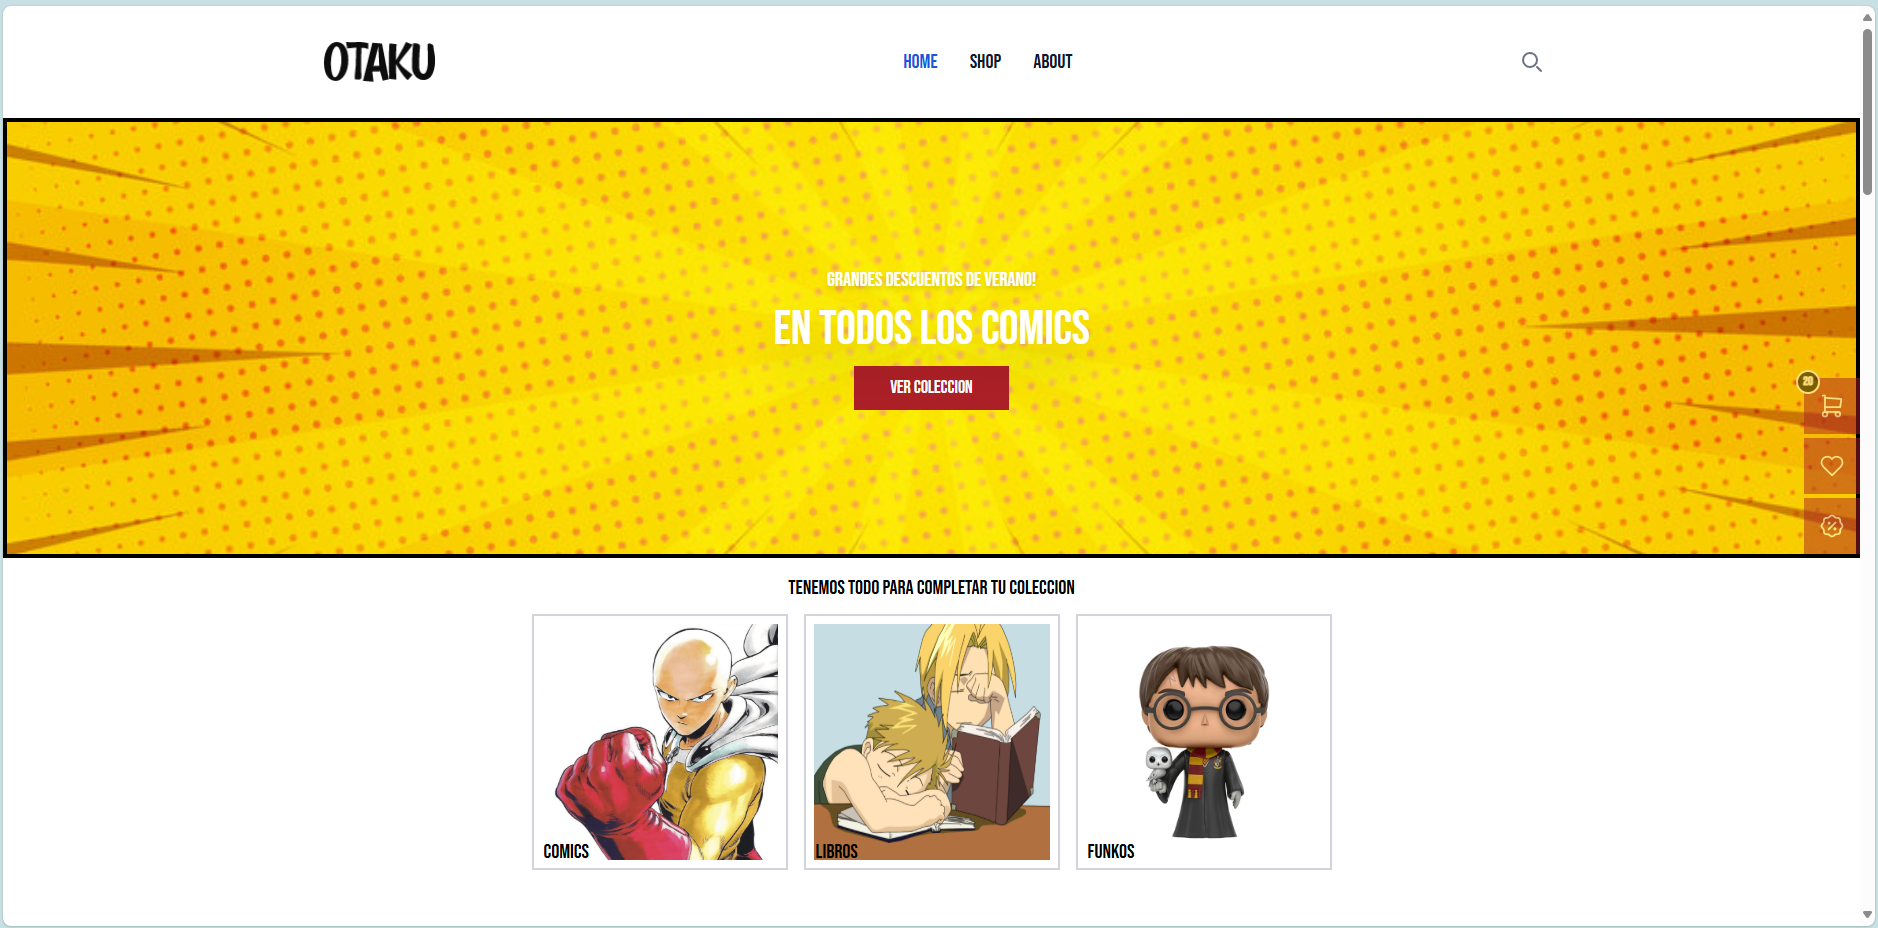 OTAKU
HOME SHOP ABOUT
GRANDES DESCUENTOS DE VERANO!
EN TODOS LOS COMICS
VER COLECCION
20
TENEMOS TODO PARA COMPLETAR TU COLECCION
COMICS
LIBROS
FUNKOS